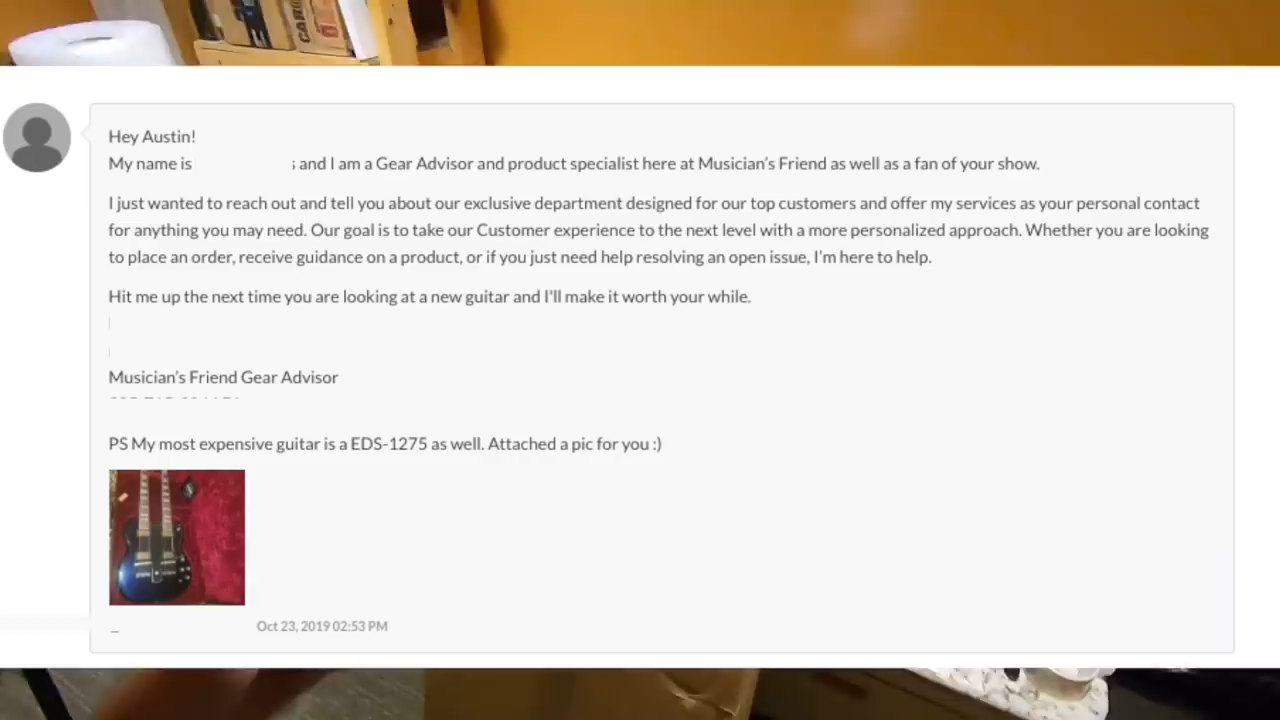 Hey Austin!
My name is
and I am a Gear Advisor and product specialist here at Musician's Friend as well as a fan of your show.
I just wanted to reach out and tell you about our exclusive department designed for our top customers and offer my services as your personal contact
for anything you may need. Our goal is to take our Customer experience to the next level with a more personalized approach. Whether you are looking
to place an order, receive guidance on a product, or if you just need help resolving an open issue, I'm here to help.
Hit me up the next time you are looking at a new guitar and I'll make it worth your while.
Musician's Friend Gear Advisor
PS My most expensive guitar is a EDS-1275 as well. Attached a pic for you :)
Oct 23, 2019 02:53 PM